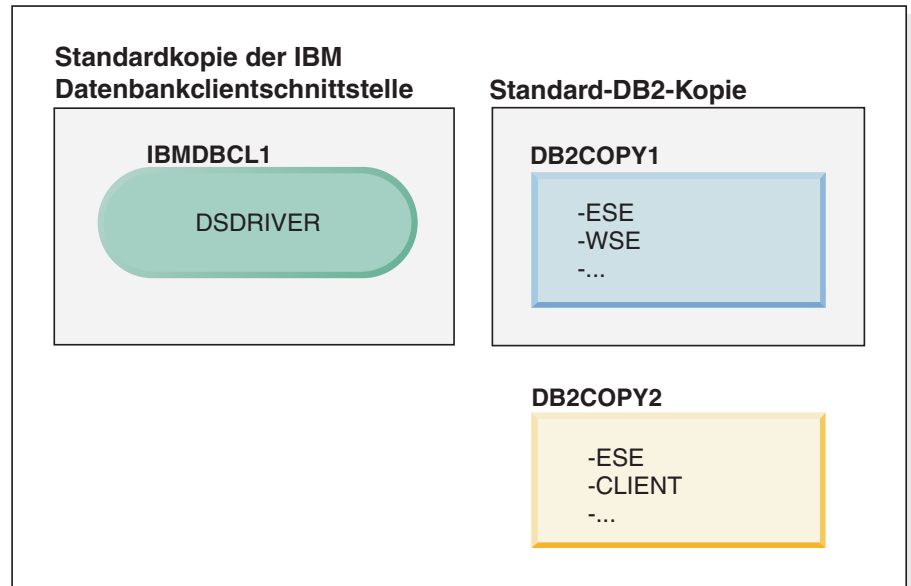 Standardkopie der IBM
Datenbankclientschnittstelle
IBMDBCL1
DSDRIVER
Standard-DB2-Kopie
DB2COPY1
-ESE
-WSE
-...
DB2COPY2
-ESE
-CLIENT
-...